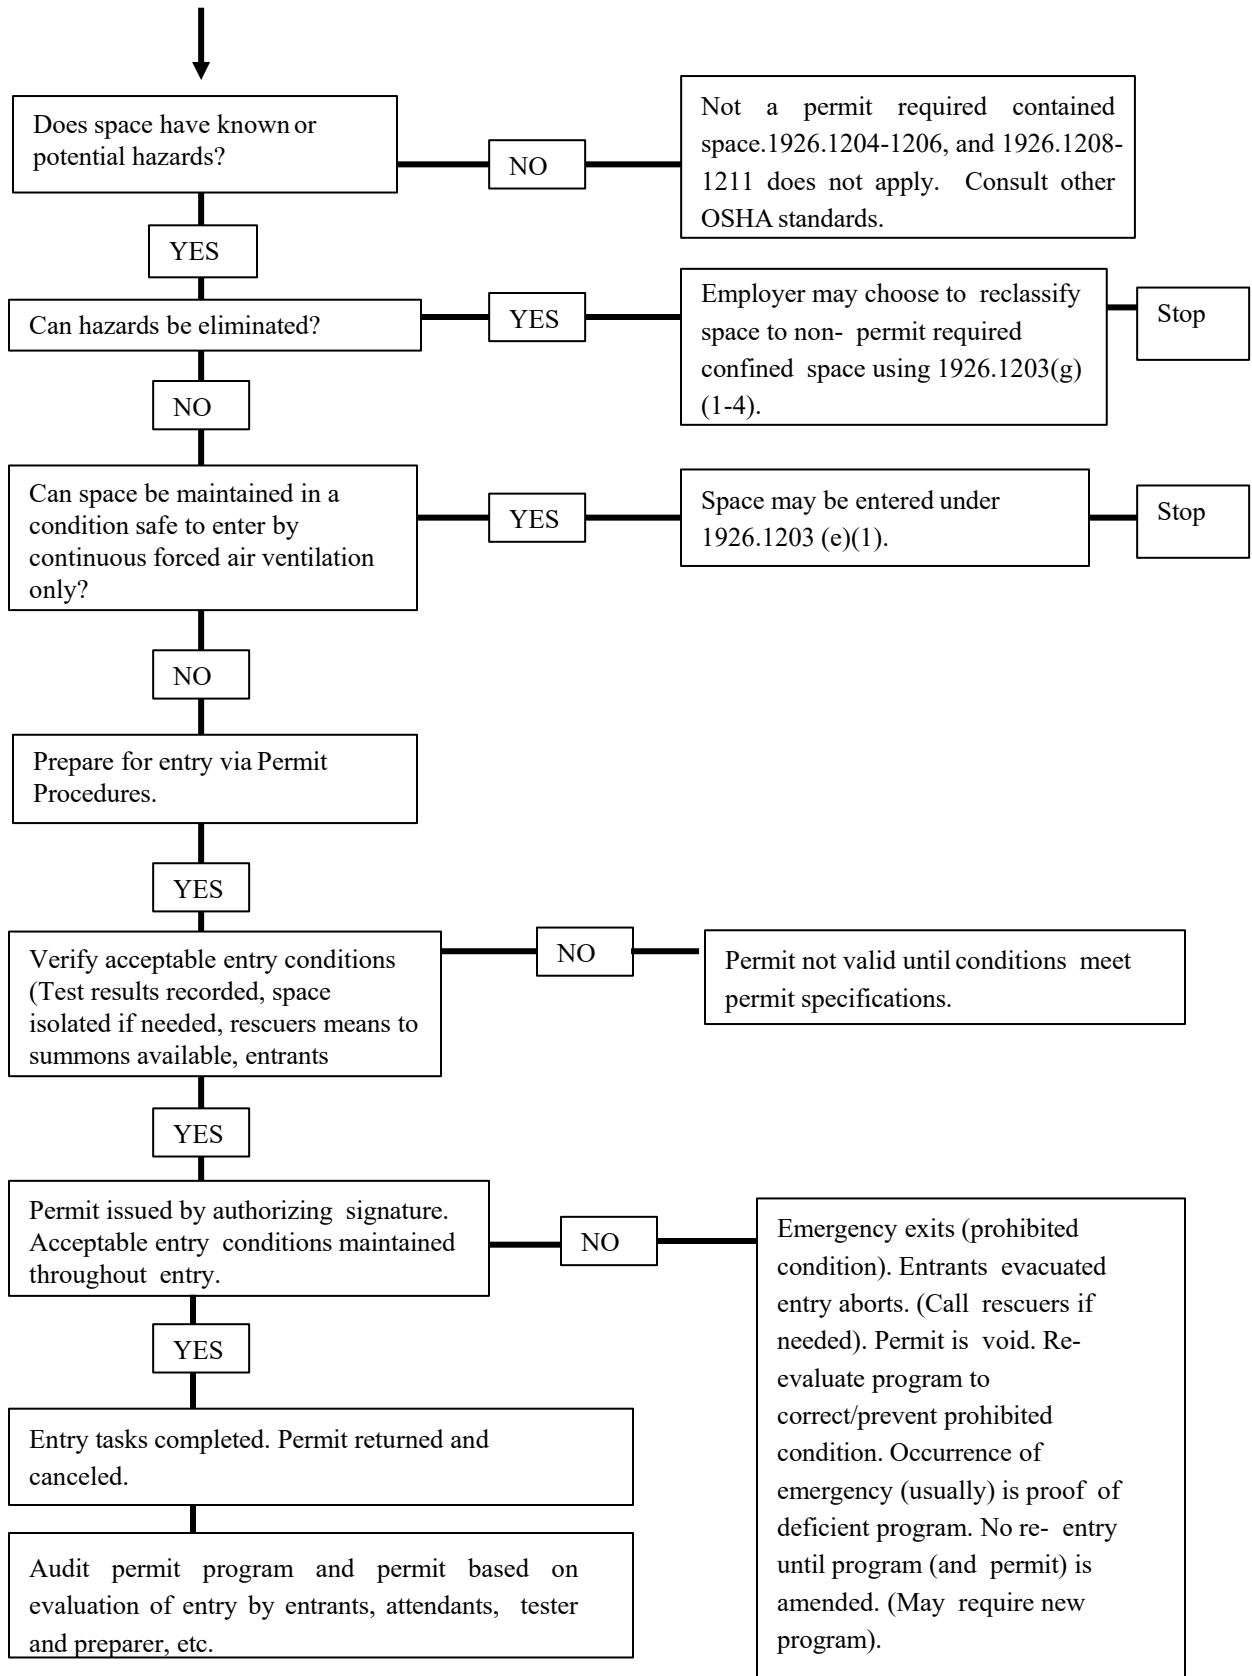 Does space have known or
potential hazards?
NO
Not a permit required contained
space.1926.1204-1206, and 1926.1208-
1211 does not apply. Consult other
OSHA standards.
YES
Can hazards be eliminated?
YES
Employer may choose to reclassify
space to non- permit required
confined space using 1926.1203(g)
(1-4).
Stop
NO
Can space be maintained in a
condition safe to enter by
continuous forced air ventilation
only?
YES
Space may be entered under
1926.1203 (e)(1).
Stop
NO
Prepare for entry via Permit
Procedures.
YES
Verify acceptable entry conditions
(Test results recorded, space
isolated if needed, rescuers means to
summons available, entrants
NO
Permit not valid until conditions meet
permit specifications.
YES
Permit issued by authorizing signature.
Acceptable entry conditions maintained
throughout entry.
NO
Emergency exits (prohibited
condition). Entrants evacuated
entry aborts. (Call rescuers if
needed). Permit is void. Re-
evaluate program to
correct/prevent prohibited
condition. Occurrence of
emergency (usually) is proof of
deficient program. No re- entry
until program (and permit) is
amended. (May require new
program).
YES
Entry tasks completed. Permit returned and
canceled.
Audit permit program and permit based on
evaluation of entry by entrants, attendants, tester
and preparer, etc.